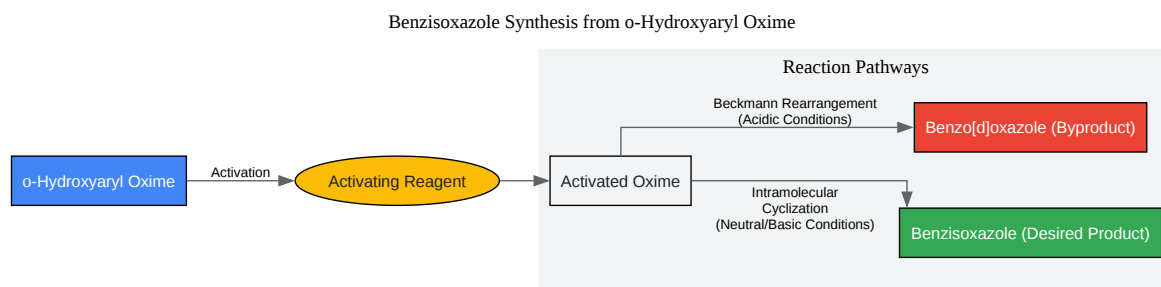 Benzisoxazole Synthesis from o-Hydroxyaryl Oxime
Reaction Pathways
Beckmann Rearrangement
(Acidic Conditions)
Benzo[d]oxazole (Byproduct)
o-Hydroxyaryl Oxime
Activation
Activating Reagent
Activated Oxime
Intramolecular
Cyclization
(Neutral/Basic Conditions)
Benzisoxazole (Desired Product)